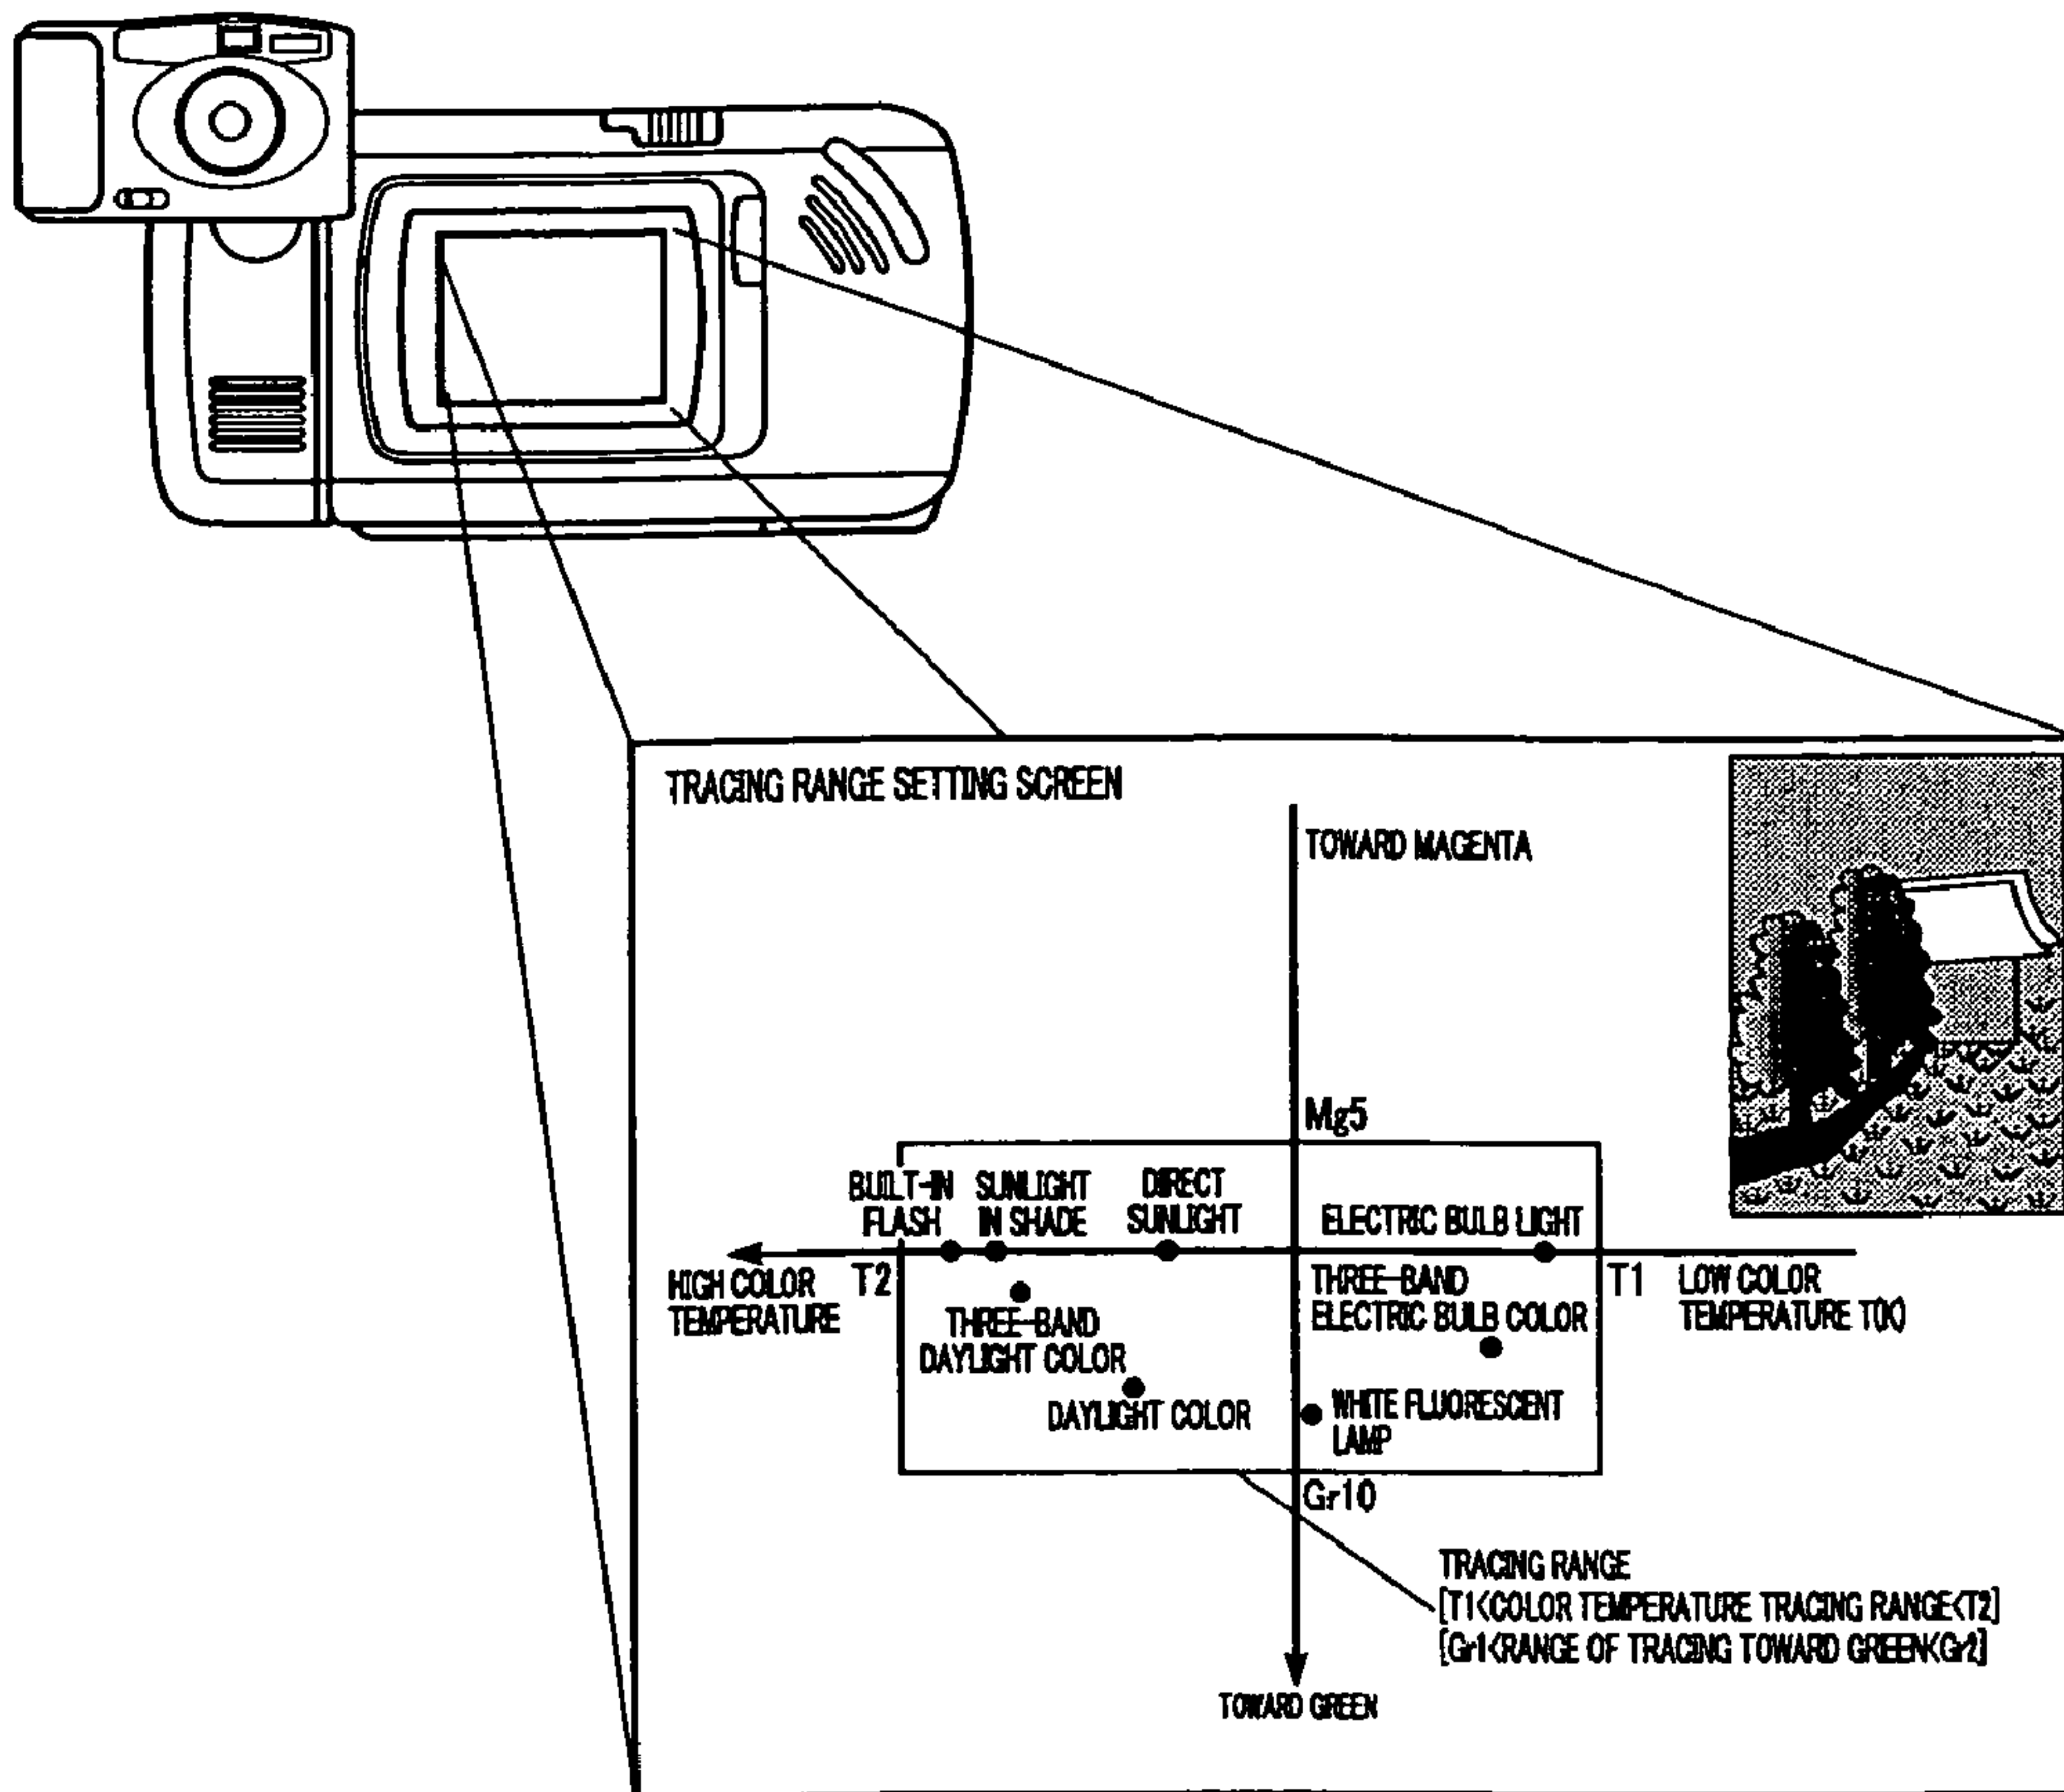 TRACING RANGE SETTING SCREEN
TOWARD MAGENTA
Mg5
BUILT-IN
FLASH
SUNLIGHT
IN SHADE
DIRECT
SUNLIGHT
ELECTRIC BULB LIGHT
HIGH COLOR
TEMPERATURE
T2
THREE-BAND
DAYLIGHT COLOR
DAYLIGHT COLOR
THREE-BAND
ELECTRIC BULB COLOR
T1
LOW COLOR
TEMPERATURE T(K)
WHITE FLUORESCENT
LAMP
Gr10
TRACING RANGE
[T1<COLOR TEMPERATURE TRACING RANGE<T2]
[Gr1<RANGE OF TRACING TOWARD GREEN<Gr2]
TOWARD GREEN